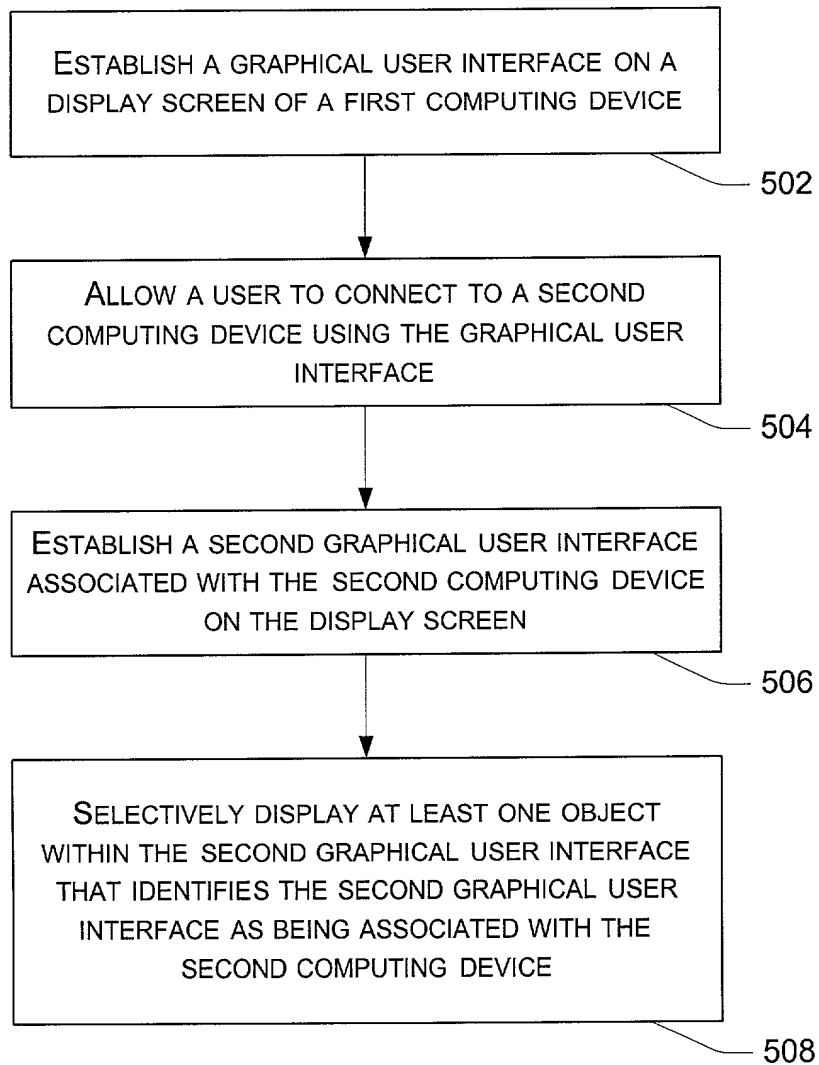 ESTABLISH A GRAPHICAL USER INTERFACE ON A
DISPLAY SCREEN OF A FIRST COMPUTING DEVICE
502
ALLOW A USER TO CONNECT TO A SECOND
COMPUTING DEVICE USING THE GRAPHICAL USER
INTERFACE
504
ESTABLISH A SECOND GRAPHICAL USER INTERFACE
ASSOCIATED WITH THE SECOND COMPUTING DEVICE
ON THE DISPLAY SCREEN
506
SELECTIVELY DISPLAY AT LEAST ONE OBJECT
WITHIN THE SECOND GRAPHICAL USER INTERFACE
THAT IDENTIFIES THE SECOND GRAPHICAL USER
INTERFACE AS BEING ASSOCIATED WITH THE
SECOND COMPUTING DEVICE
508